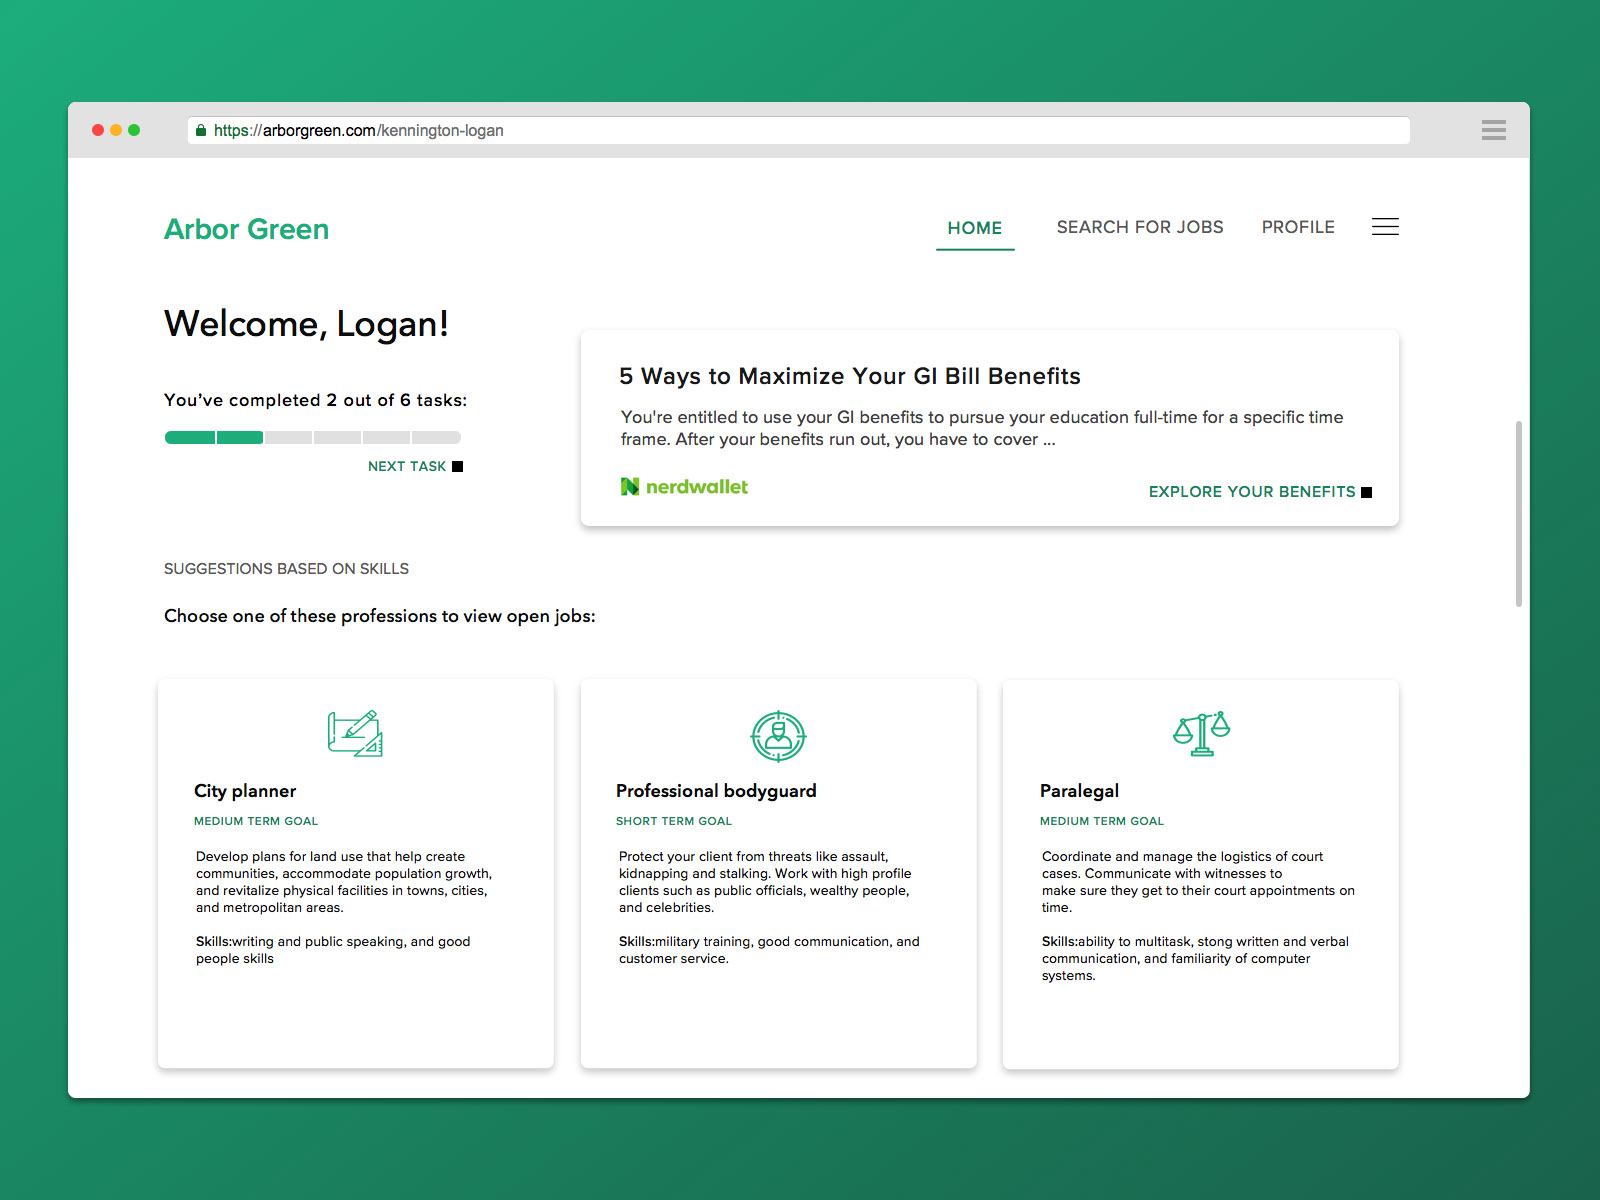 https://arborgreen.com/kennington-logan
Arbor Green
HOME
SEARCH FOR JOBS
PROFILE
Welcome, Logan!
You’ve completed 2 out of 6 tasks:
NEXT TASK
5 Ways to Maximize Your GI Bill Benefits
You're entitled to use your GI benefits to pursue your education full-time for a specific time
frame. After your benefits run out, you have to cover ...
nerdwallet
EXPLORE YOUR BENEFITS
SUGGESTIONS BASED ON SKILLS
Choose one of these professions to view open jobs:
City planner
MEDIUM TERM GOAL
Develop plans for land use that help create
communities, accommodate population growth,
and revitalize physical facilities in towns, cities,
and metropolitan areas.
Skills:writing and public speaking, and good
people skills
Professional bodyguard
SHORT TERM GOAL
Protect your client from threats like assault,
kidnapping and stalking. Work with high profile
clients such as public officials, wealthy people,
and celebrities.
Skills:military training, good communication, and
customer service.
Paralegal
MEDIUM TERM GOAL
Coordinate and manage the logistics of court
cases. Communicate with witnesses to
make sure they get to their court appointments on
time.
Skills:ability to multitask, stong written and verbal
communication, and familiarity of computer
systems.